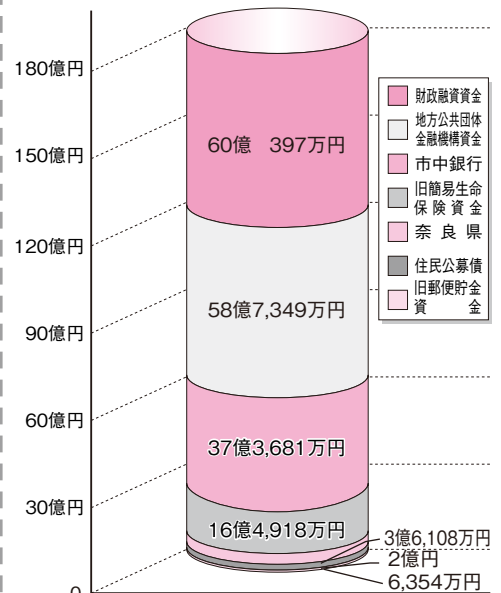 180億円
150億円
120億円
90億円
60億円
30億円
0
60億 397万円
58億7,349万円
37億3,681万円
16億4,918万円
3億6,108万円
2億円
6,354万円
財政融資資金
地方公共団体
金融機構資金
市中銀行
旧簡易生命
保険資金
奈良県
住民公募債
旧郵便貯金
資金